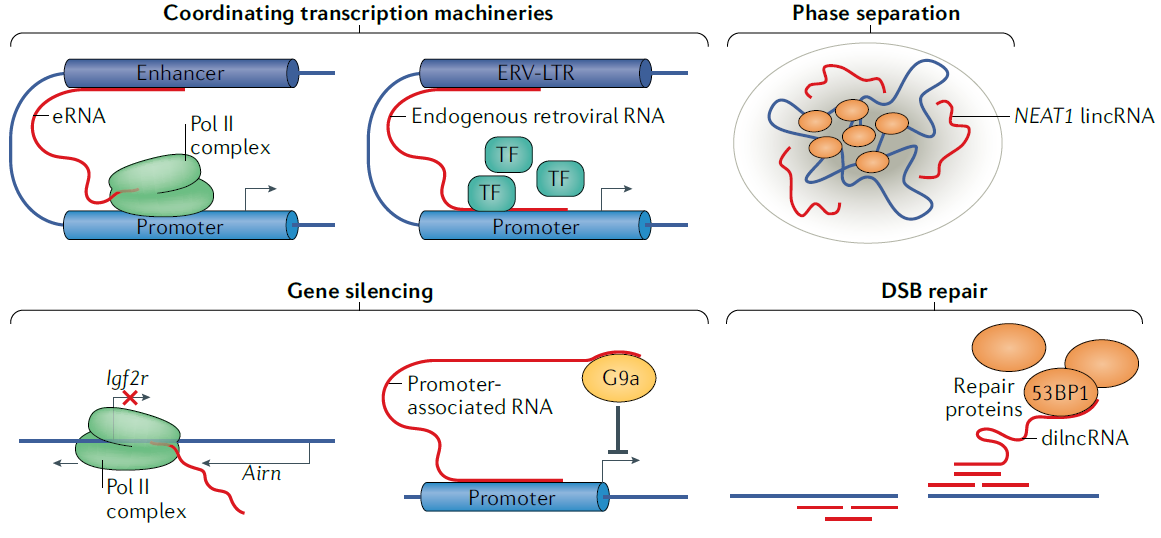 Coordinating transcription machineries
Phase separation
Enhancer
eRNA
Pol II
complex
Promoter
ERV-LTR
Endogenous retroviral RNA
TF
TF
TF
Promoter
NEAT1 lincRNA
Gene silencing
DSB repair
Igf2r
Airn
Pol II
complex
Promoter-
associated RNA
G9a
Promoter
Repair
proteins
53BP1
dilncRNA